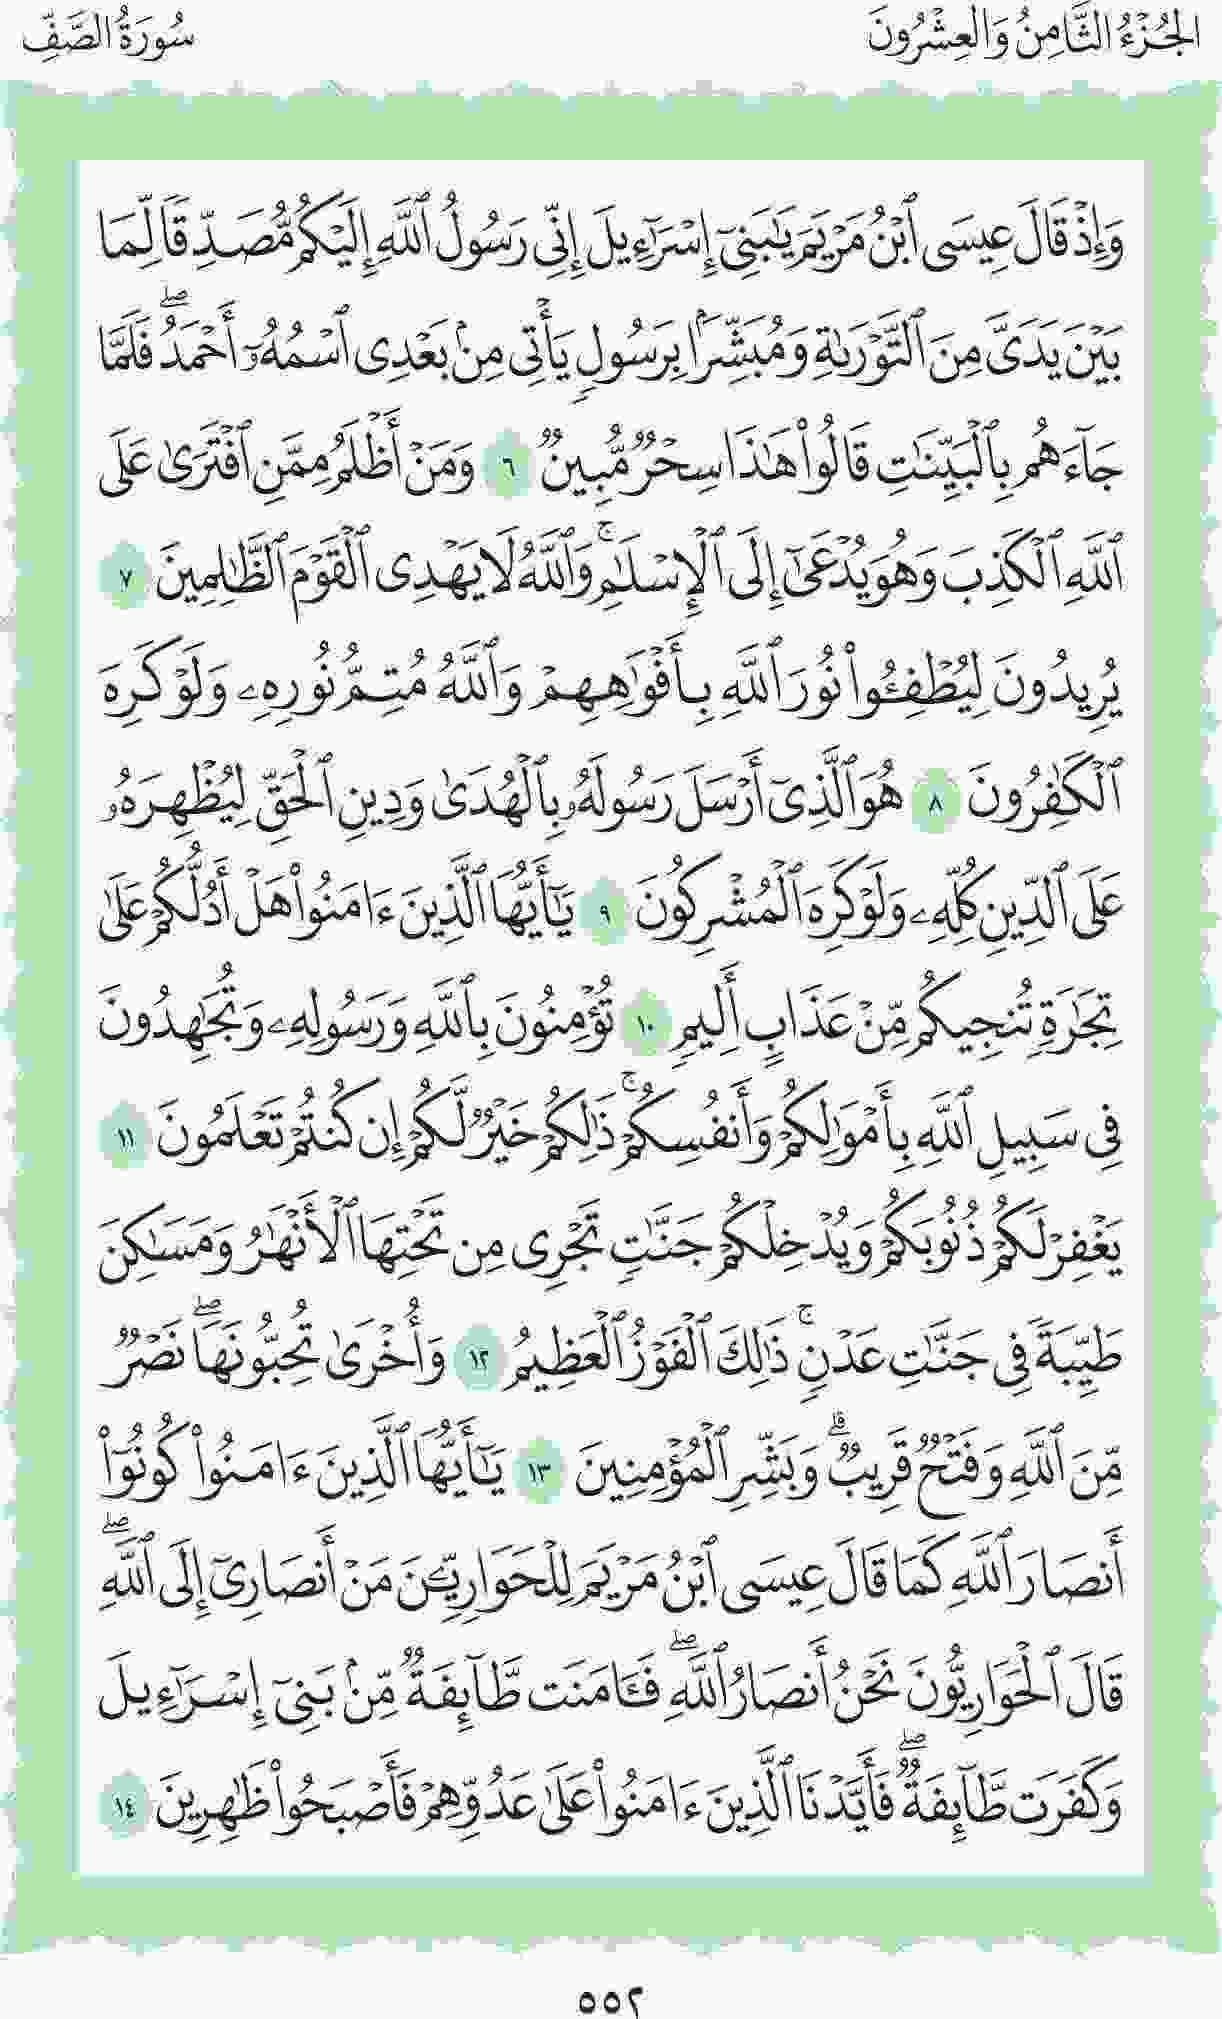 الجُزْءُ الثَّامِنُ وَالعِشْرُونَ
سُورَةُ الصَّفِّ
وَإِذْ قَالَ عِيسَى ٱبْنُ مَرْيَمَ يَٰبَنِىٓ إِسْرَٰٓءِيلَ إِنِّى رَسُولُ ٱللَّهِ إِلَيْكُم مُّصَدِّقًا لِّمَا
بَيْنَ يَدَىَّ مِنَ ٱلتَّوْرَىٰةِ وَمُبَشِّرًۢا بِرَسُولٍ يَأْتِى مِنۢ بَعْدِى ٱسْمُهُۥٓ أَحْمَدُ ۖ فَلَمَّا
جَآءَهُم بِٱلْبَيِّنَٰتِ قَالُوا۟ هَٰذَا سِحْرٌ مُّبِينٌ ٦ وَمَنْ أَظْلَمُ مِمَّنِ ٱفْتَرَىٰ عَلَى
ٱللَّهِ ٱلْكَذِبَ وَهُوَ يُدْعَىٰٓ إِلَى ٱلْإِسْلَٰمِ ۚ وَٱللَّهُ لَا يَهْدِى ٱلْقَوْمَ ٱلظَّٰلِمِينَ ٧
يُرِيدُونَ لِيُطْفِـُٔوا۟ نُورَ ٱللَّهِ بِأَفْوَٰهِهِمْ وَٱللَّهُ مُتِمُّ نُورِهِۦ وَلَوْ كَرِهَ
ٱلْكَٰفِرُونَ ٨ هُوَ ٱلَّذِىٓ أَرْسَلَ رَسُولَهُۥ بِٱلْهُدَىٰ وَدِينِ ٱلْحَقِّ لِيُظْهِرَهُۥ
عَلَى ٱلدِّينِ كُلِّهِۦ وَلَوْ كَرِهَ ٱلْمُشْرِكُونَ ٩ يَٰٓأَيُّهَا ٱلَّذِينَ ءَامَنُوا۟ هَلْ أَدُلُّكُمْ عَلَىٰ
تِجَٰرَةٍ تُنجِيكُم مِّنْ عَذَابٍ أَلِيمٍ ١٠ تُؤْمِنُونَ بِٱللَّهِ وَرَسُولِهِۦ وَتُجَٰهِدُونَ
فِى سَبِيلِ ٱللَّهِ بِأَمْوَٰلِكُمْ وَأَنفُسِكُمْ ۚ ذَٰلِكُمْ خَيْرٌ لَّكُمْ إِن كُنتُمْ تَعْلَمُونَ ١١
يَغْفِرْ لَكُمْ ذُنُوبَكُمْ وَيُدْخِلْكُمْ جَنَّٰتٍ تَجْرِى مِن تَحْتِهَا ٱلْأَنْهَٰرُ وَمَسَٰكِنَ
طَيِّبَةً فِى جَنَّٰتِ عَدْنٍ ۚ ذَٰلِكَ ٱلْفَوْزُ ٱلْعَظِيمُ ١٢ وَأُخْرَىٰ تُحِبُّونَهَا ۖ نَصْرٌ
مِّنَ ٱللَّهِ وَفَتْحٌ قَرِيبٌ ۗ وَبَشِّرِ ٱلْمُؤْمِنِينَ ١٣ يَٰٓأَيُّهَا ٱلَّذِينَ ءَامَنُوا۟ كُونُوٓا۟
أَنصَارَ ٱللَّهِ كَمَا قَالَ عِيسَى ٱبْنُ مَرْيَمَ لِلْحَوَارِيِّـۧنَ مَنْ أَنصَارِىٓ إِلَى ٱللَّهِ ۖ
قَالَ ٱلْحَوَارِيُّونَ نَحْنُ أَنصَارُ ٱللَّهِ ۖ فَـَٔامَنَت طَّآئِفَةٌ مِّنۢ بَنِىٓ إِسْرَٰٓءِيلَ
وَكَفَرَت طَّآئِفَةٌ ۖ فَأَيَّدْنَا ٱلَّذِينَ ءَامَنُوا۟ عَلَىٰ عَدُوِّهِمْ فَأَصْبَحُوا۟ ظَٰهِرِينَ ١٤
٥٥٢